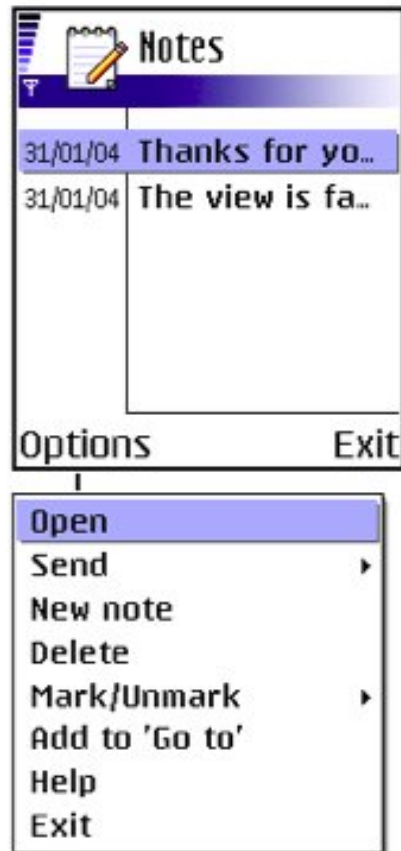 Notes
31/01/04 Thanks for yo...
31/01/04 The view is fa...
Options Exit
Open
Send
New note
Delete
Mark/Unmark
Add to 'Go to'
Help
Exit